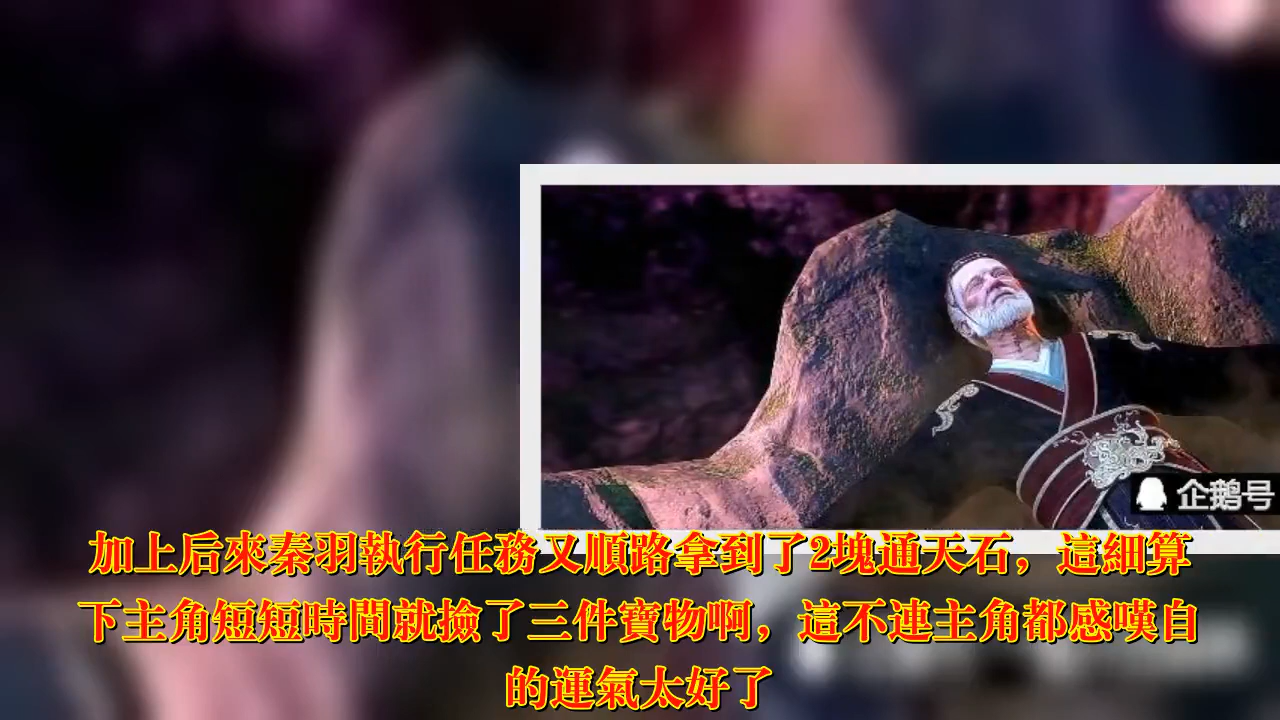 企鹅号
加上后來秦羽執行任務又順路拿到了2塊通天石，這細算
下主角短短時間就撿了三件寶物啊，這不連主角都感嘆自
的運氣太好了